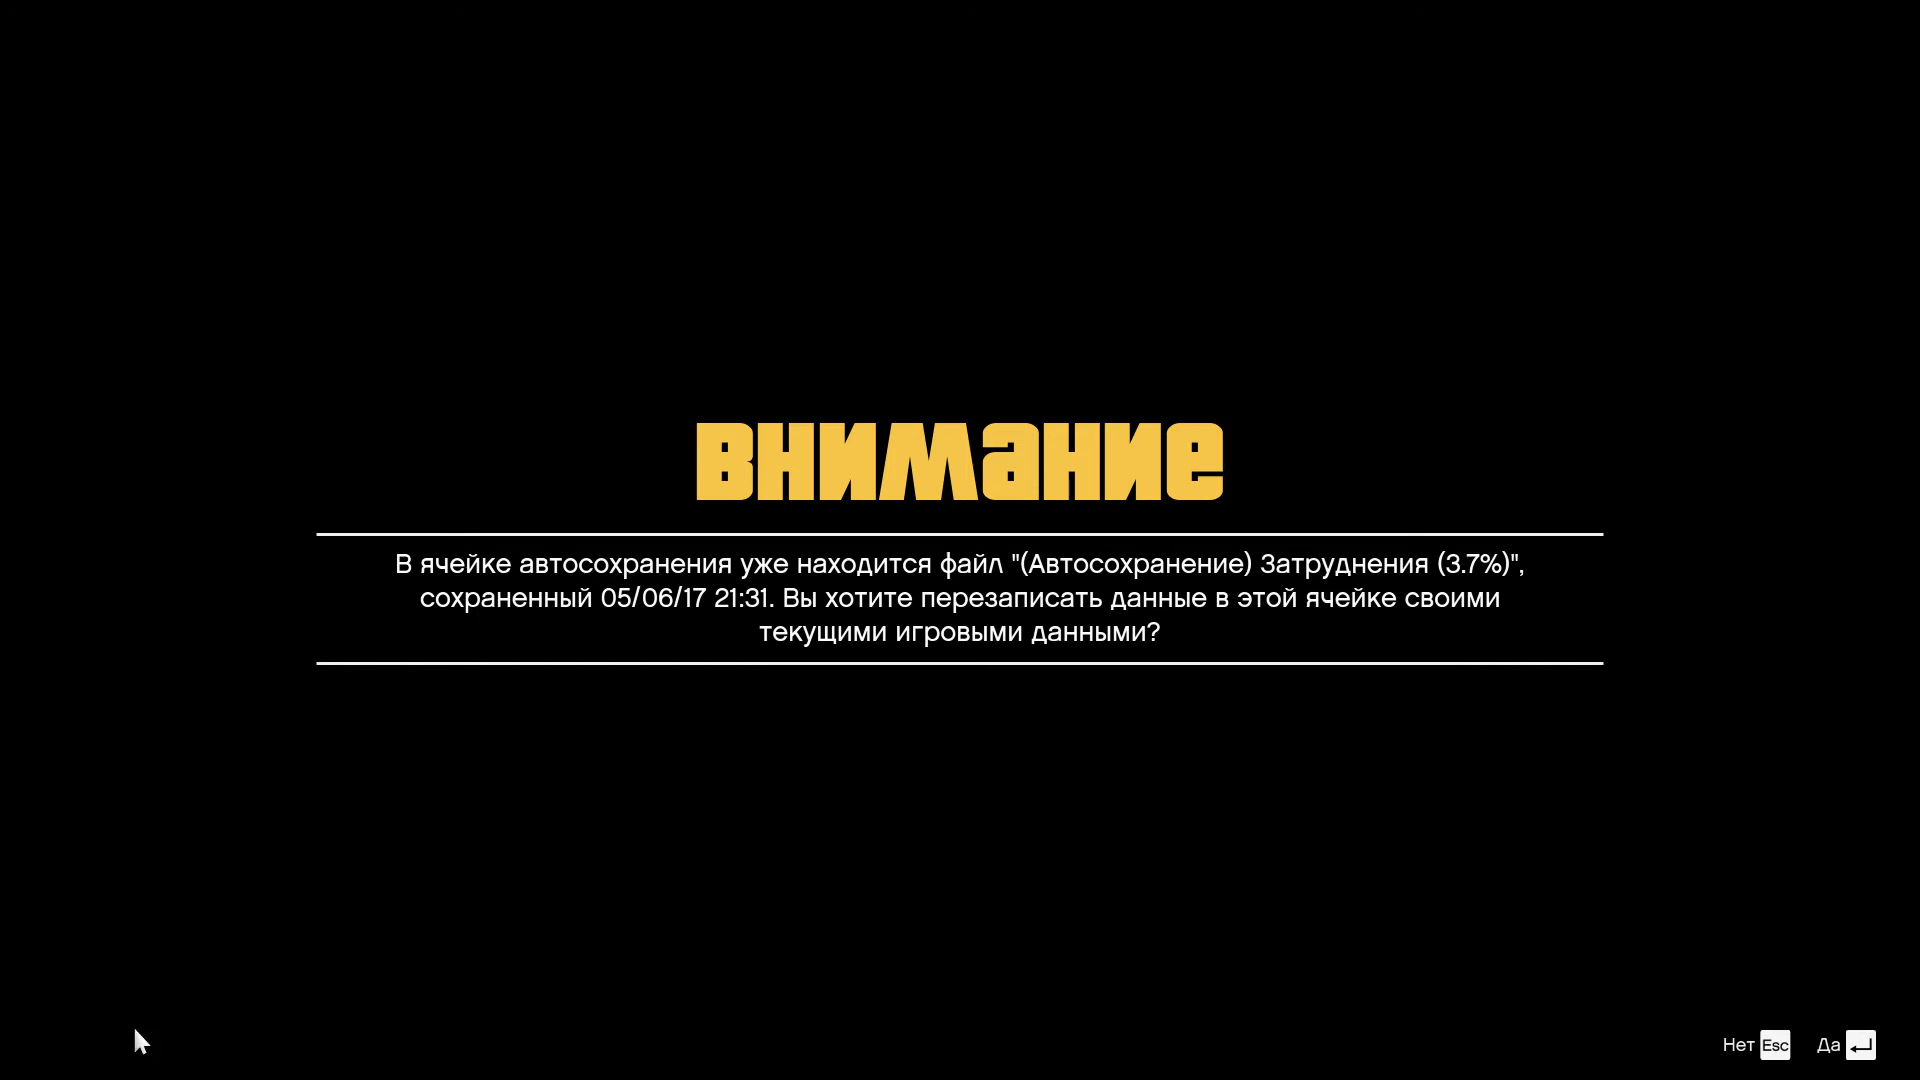 внимание
В ячейке автосохранения уже находится файл "(Автосохранение) Затруднения (3.7%)",
сохраненный 05/06/17 21:31. Вы хотите перезаписать данные в этой ячейке своими
текущими игровыми данными?
Нет Esc Да